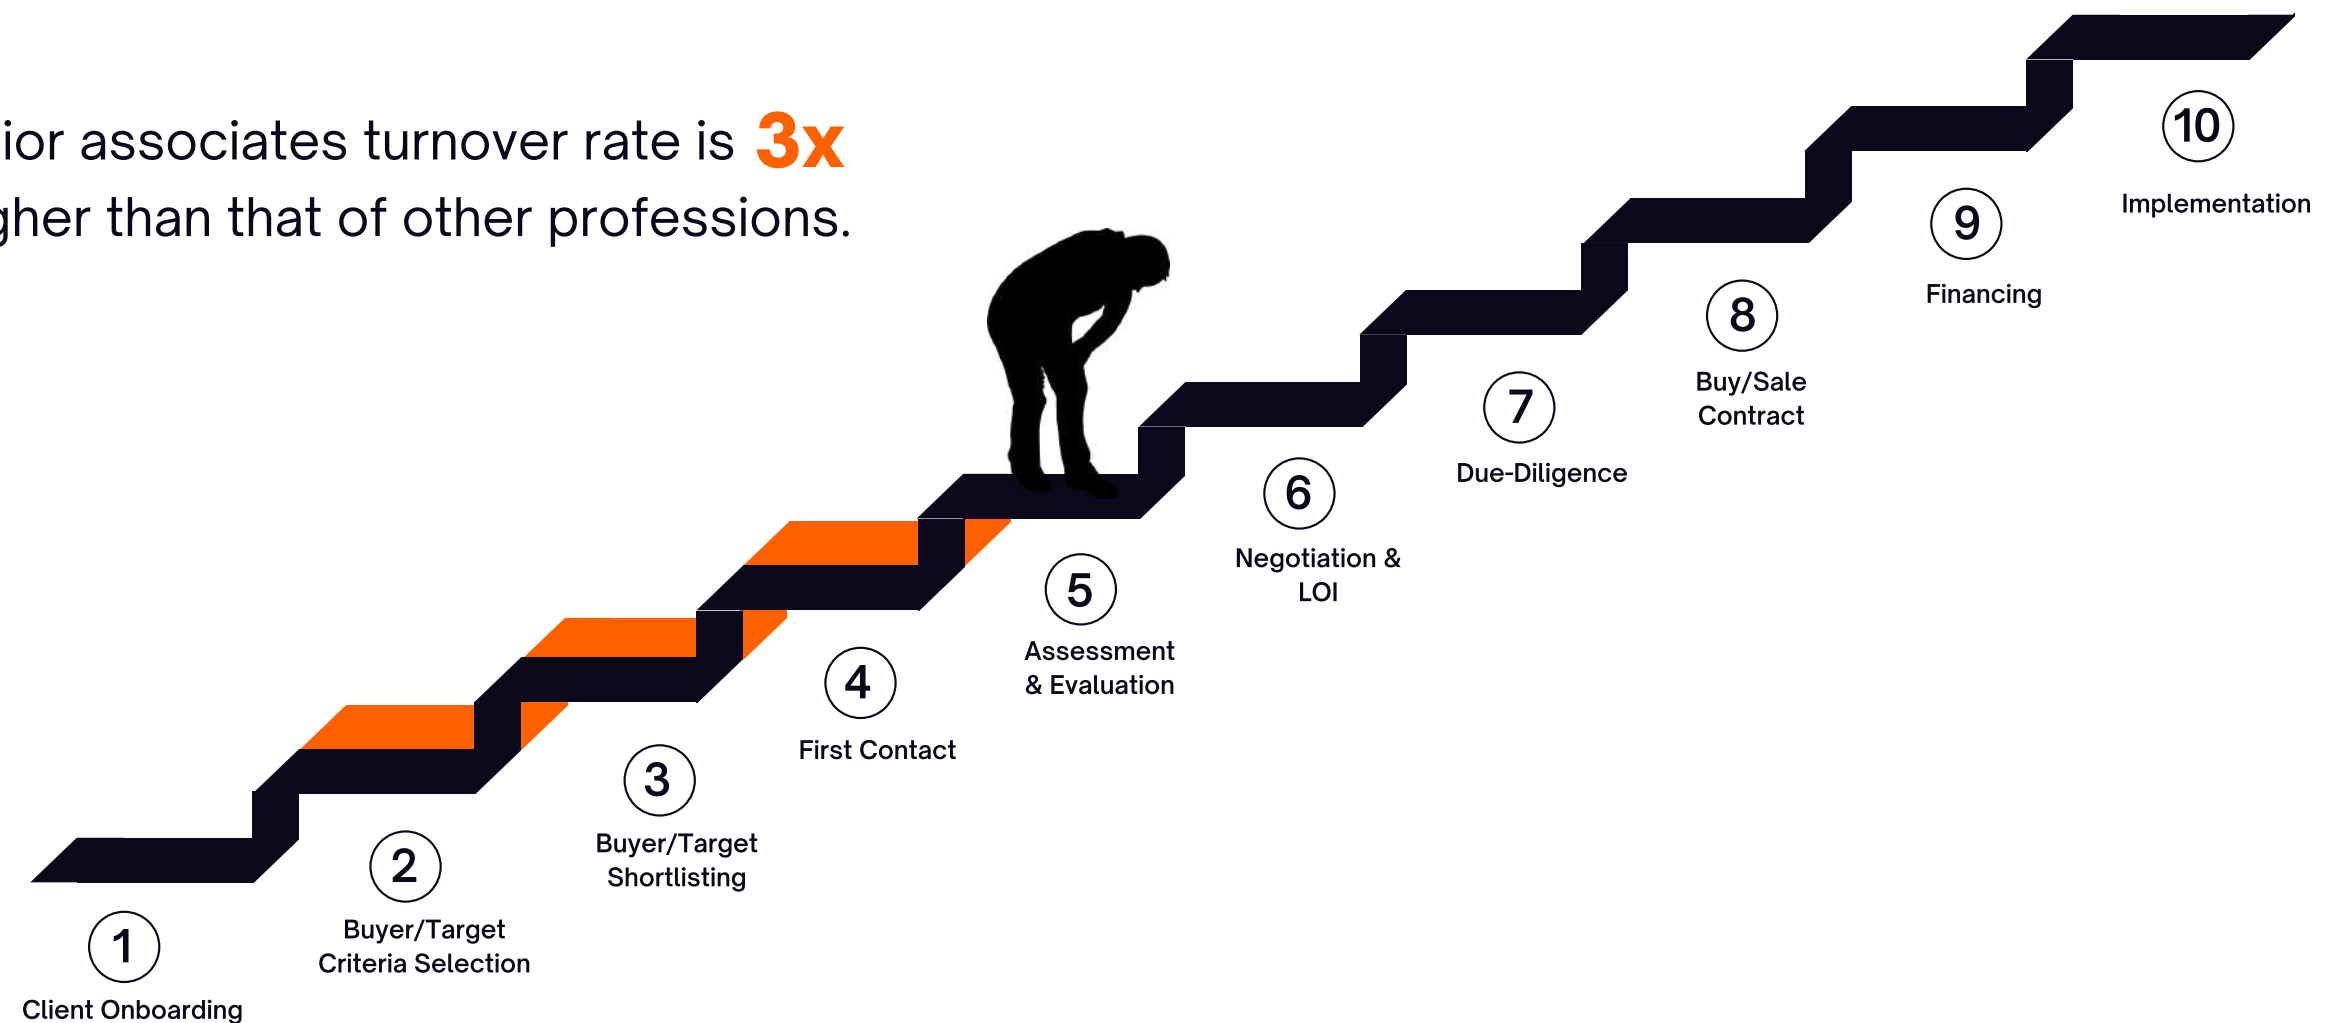 associates turnover rate is 3x
than that of other professions.
10
Implementation
9
Financing
8
Buy/Sale
Contract
7
Due-Diligence
6
Negotiation &
LOI
5
Assessment
& Evaluation
4
First Contact
3
Buyer/Target
Shortlisting
2
Buyer/Target
Criteria Selection
1
Client Onboarding